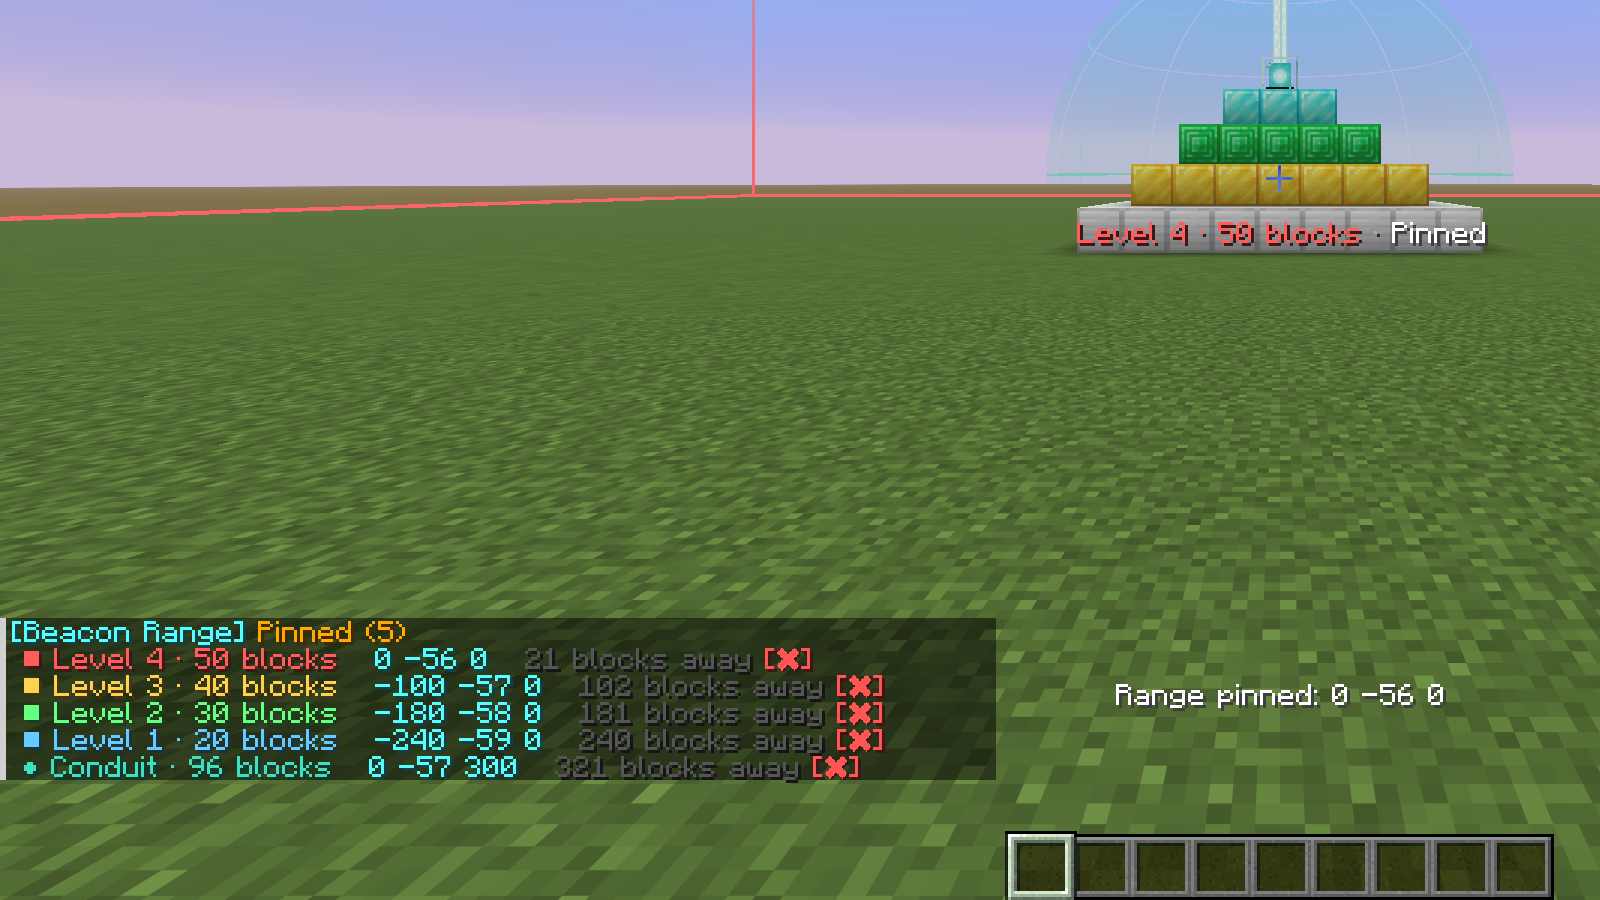 Level 4 · 50 blocks · Pinned
[Beacon Range] Pinned (5)
■ Level 4 · 50 blocks 0 -56 0 21 blocks away [✖]
■ Level 3 · 40 blocks -100 -57 0 102 blocks away [✖]
■ Level 2 · 30 blocks -180 -58 0 181 blocks away [✖]
■ Level 1 · 20 blocks -240 -59 0 240 blocks away [✖]
● Conduit · 96 blocks 0 -57 300 321 blocks away [✖]
Range pinned: 0 -56 0